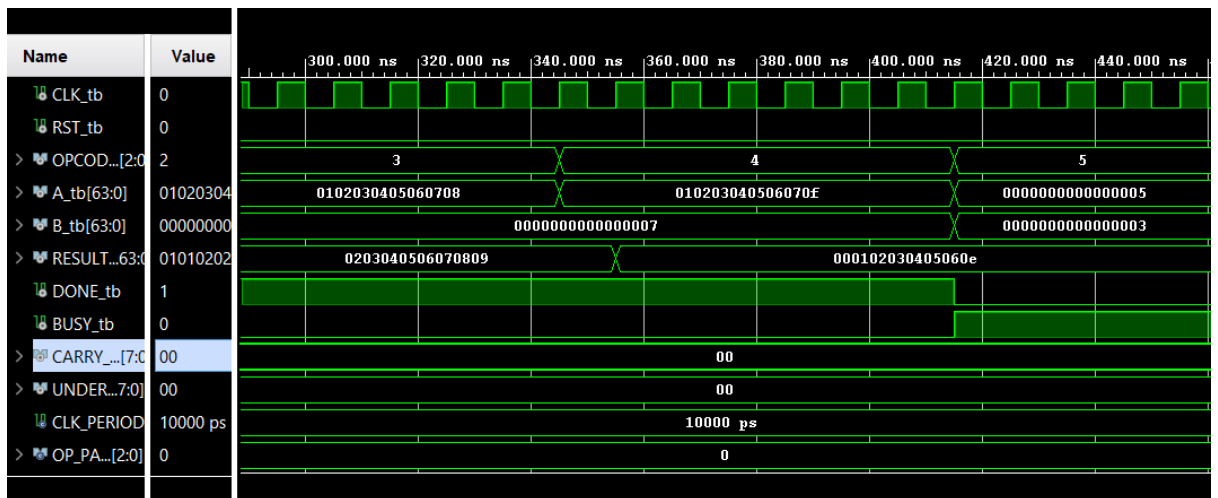 Name Value
300.000 ns 320.000 ns 340.000 ns 360.000 ns 380.000 ns 400.000 ns 420.000 ns 440.000 ns
CLK_tb 0
RST_tb 0
OPCOD...[2:0 2 3 4 5
A_tb[63:0] 01020304 0102030405060708 010203040506070f 0000000000000005
B_tb[63:0] 00000000 0000000000000007 0000000000000003
RESULT...63:0 01010202 0203040506070809 000102030405060e
DONE_tb 1
BUSY_tb 0
CARRY_...[7:0 00 00
UNDER...7:0] 00 00
CLK_PERIOD 10000 ps 10000 ps
OP_PA...[2:0] 0 0